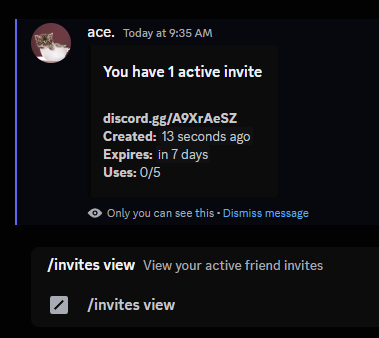 ace. Today at 9:35 AM
You have 1 active invite
discord.gg/A9XrAeSZ
Created: 13 seconds ago
Expires: in 7 days
Uses: 0/5
Only you can see this • Dismiss message
/invites view View your active friend invites
/invites view